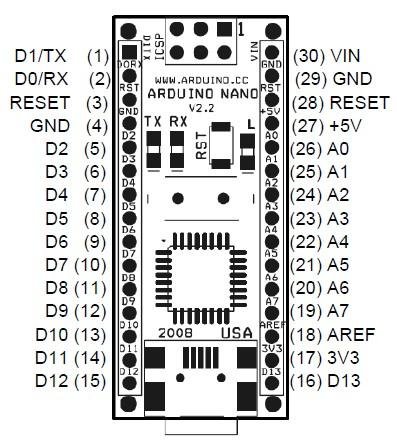 D1/TX (1)
D0/RX (2)
RESET (3)
GND (4)
D2 (5)
D3 (6)
D4 (7)
D5 (8)
D6 (9)
D7 (10)
D8 (11)
D9 (12)
D10 (13)
D11 (14)
D12 (15)
D1TX
D0RX
RST
GND
D2
D3
D4
D5
D6
D7
D8
D9
D10
D11
D12
ICSP
1
WWW.ARDUINO.CC
ARDUINO NANO
V2.2
TX RX
RST
L
2008 USA
VIN
GND
RST
+5V
A0
A1
A2
A3
A4
A5
A6
A7
AREF
3V3
D13
(30) VIN
(29) GND
(28) RESET
(27) +5V
(26) A0
(25) A1
(24) A2
(23) A3
(22) A4
(21) A5
(20) A6
(19) A7
(18) AREF
(17) 3V3
(16) D13